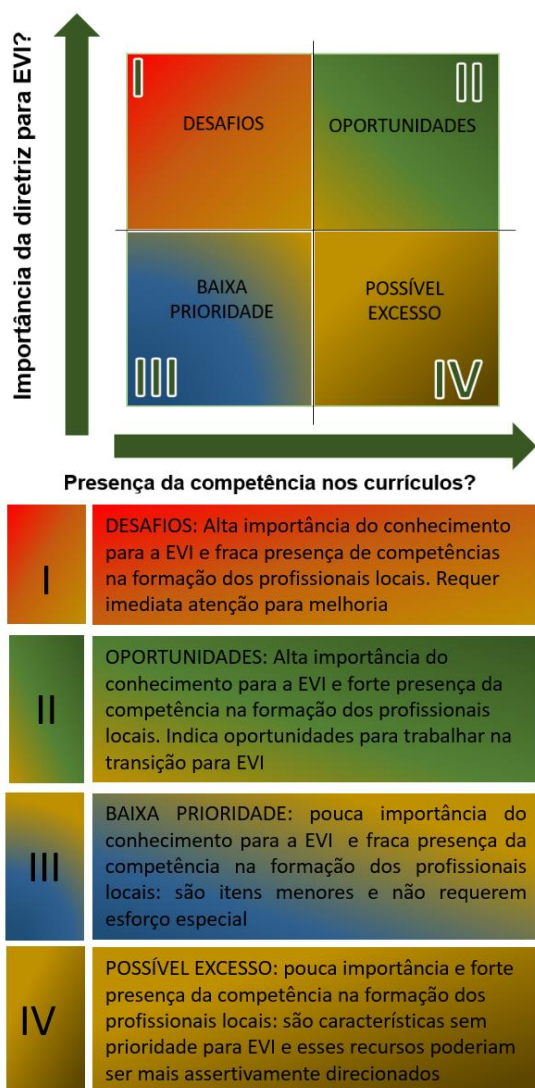 Importância da diretriz para EVI?
I
II
DESAFIOS
OPORTUNIDADES
BAIXA
PRIORIDADE
POSSÍVEL
EXCESSO
III
IV
Presença da competência nos currículos?
I
DESAFIOS: Alta importância do conhecimento
para a EVI e fraca presença de competências
na formação dos profissionais locais. Requer
imediata atenção para melhoria
II
OPORTUNIDADES: Alta importância do
conhecimento para a EVI e forte presença da
competência na formação dos profissionais
locais. Indica oportunidades para trabalhar na
transição para EVI
III
BAIXA PRIORIDADE: pouca importância do
conhecimento para a EVI e fraca presença da
competência na formação dos profissionais
locais: são itens menores e não requerem
esforço especial
IV
POSSÍVEL EXCESSO: pouca importância e forte
presença da competência na formação dos
profissionais locais: são características sem
prioridade para EVI e esses recursos poderiam
ser mais assertivamente direcionados